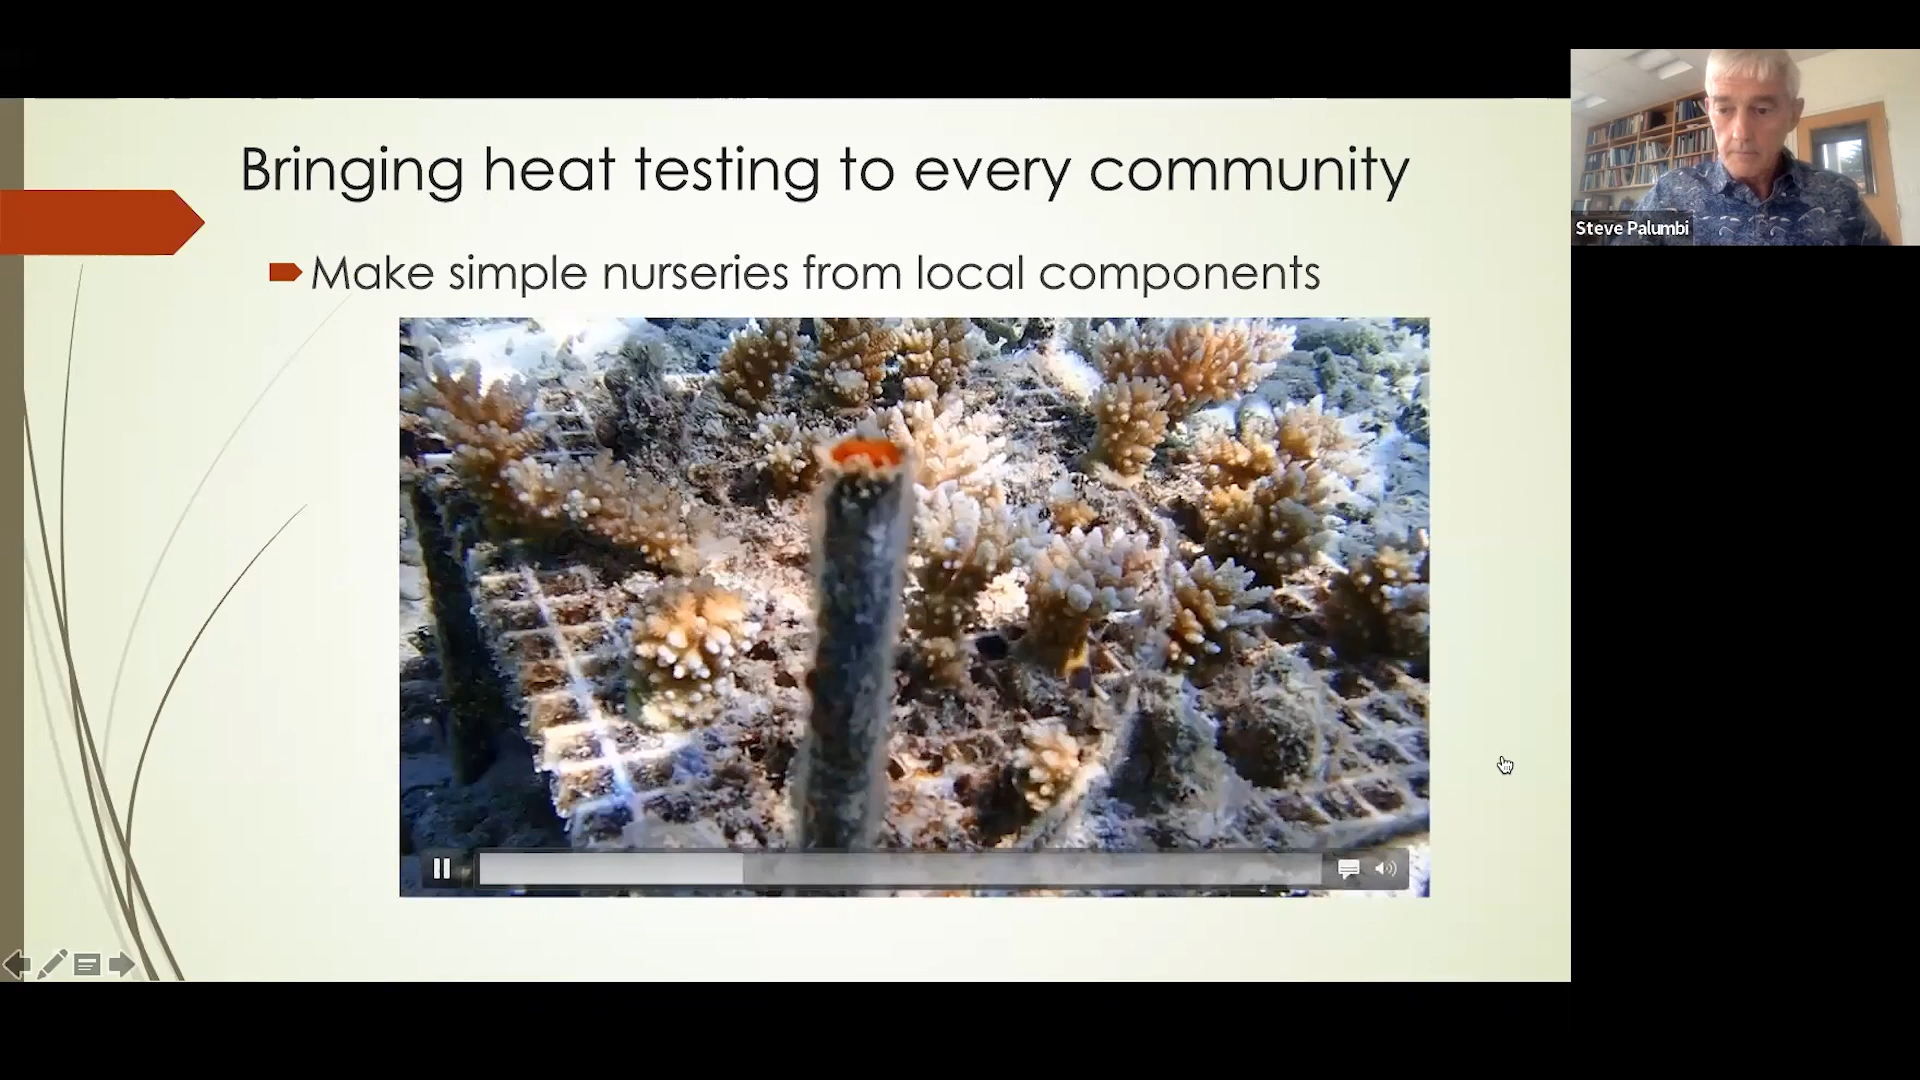 Bringing heat testing to every community
Make simple nurseries from local components
Steve Palumbi